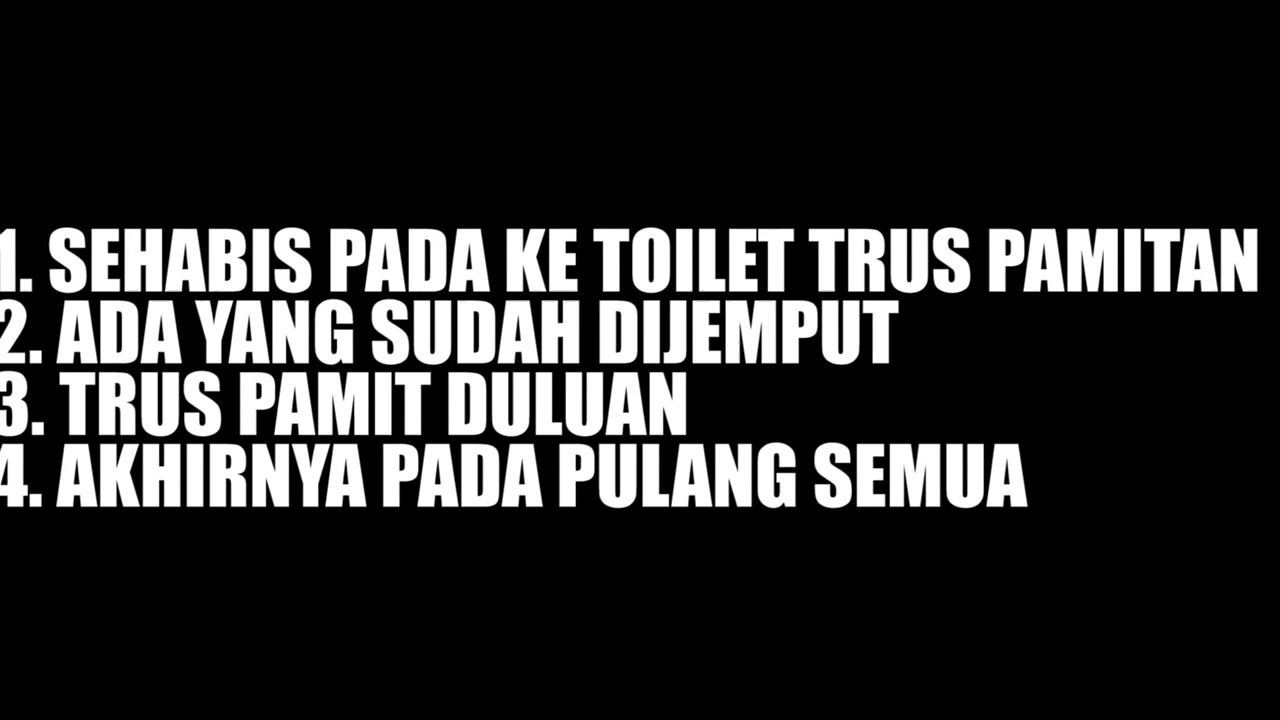 1. SEHABIS PADA KE TOILET TRUS PAMITAN
2. ADA YANG SUDAH DIJEMPUT
3. TRUS PAMIT DULUAN
4. AKHIRNYA PADA PULANG SEMUA